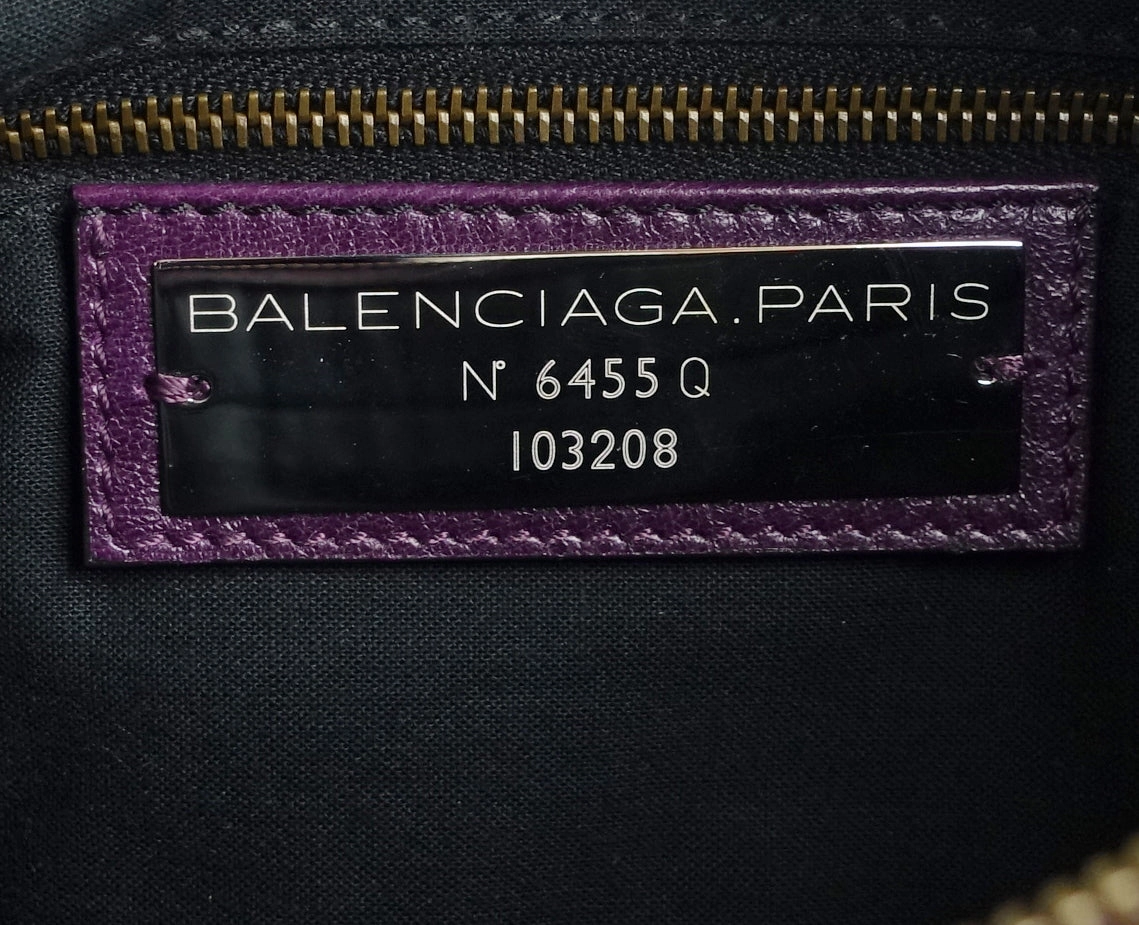 BALENCIAGA.PARIS
N° 6455 Q
103208